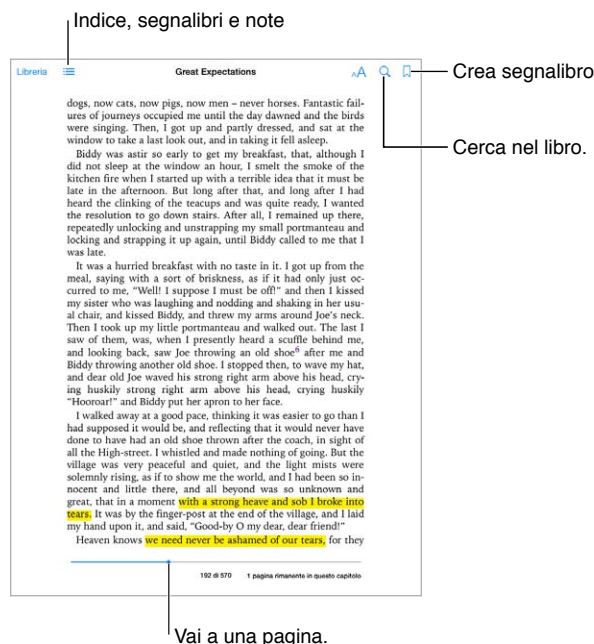 Indice, segnalibri e note
Libreria
Great Expectations
AA
Crea segnalibro
Cerca nel libro.
dogs, now cats, now pigs, now men – never horses. Fantastic fail-
ures of journeys occupied me until the day dawned and the birds
were singing. Then, I got up and partly dressed, and sat at the
window to take a last look out, and in taking it fell asleep.
Biddy was astir so early to get my breakfast, that, although I
did not sleep at the window an hour, I smelt the smoke of the
kitchen fire when I started up with a terrible idea that it must be
late in the afternoon. But long after that, and long after I had
heard the clinking of the teacups and was quite ready, I wanted
the resolution to go down stairs. After all, I remained up there,
repeatedly unlocking and unstrapping my small portmanteau and
locking and strapping it up again, until Biddy called to me that I
was late.
It was a hurried breakfast with no taste in it. I got up from the
meal, saying with a sort of briskness, as if it had only just oc-
curred to me, “Well! I suppose I must be off!” and then I kissed
my sister who was laughing and nodding and shaking in her usu-
al chair, and kissed Biddy, and threw my arms around Joe’s neck.
Then I took up my little portmanteau and walked out. The last I
saw of them, was, when I presently heard a scuffle behind me,
and looking back, saw Joe throwing an old shoe6 after me and
Biddy throwing another old shoe. I stopped then, to wave my hat,
and dear old Joe waved his strong right arm above his head, cry-
ing huskily strong right arm above his head, crying huskily
“Hooroar!” and Biddy put her apron to her face.
I walked away at a good pace, thinking it was easier to go than I
had supposed it would be, and reflecting that it would never have
done to have had an old shoe thrown after the coach, in sight of
all the High-street. I whistled and made nothing of going. But the
village was very peaceful and quiet, and the light mists were
solemnly rising, as if to show me the world, and I had been so in-
nocent and little there, and all beyond was so unknown and
great, that in a moment with a strong heave and sob I broke into
tears. It was by the finger-post at the end of the village, and I laid
my hand upon it, and said, “Good-by O my dear, dear friend!”
Heaven knows we need never be ashamed of our tears, for they
192 di 570
1 pagina rimanente in questo capitolo
Vai a una pagina.